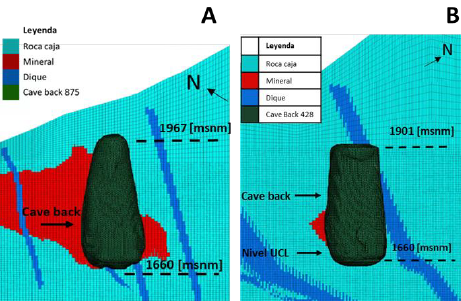 A
Leyenda
Roca caja
Mineral
Dique
Cave back 875
N
1967 [msnm]
Cave back
1660 [msnm]
B
Leyenda
Roca caja
Mineral
Dique
Cave Back 428
N
1901 [msnm]
Cave back
Nivel UCL
1660 [msnm]